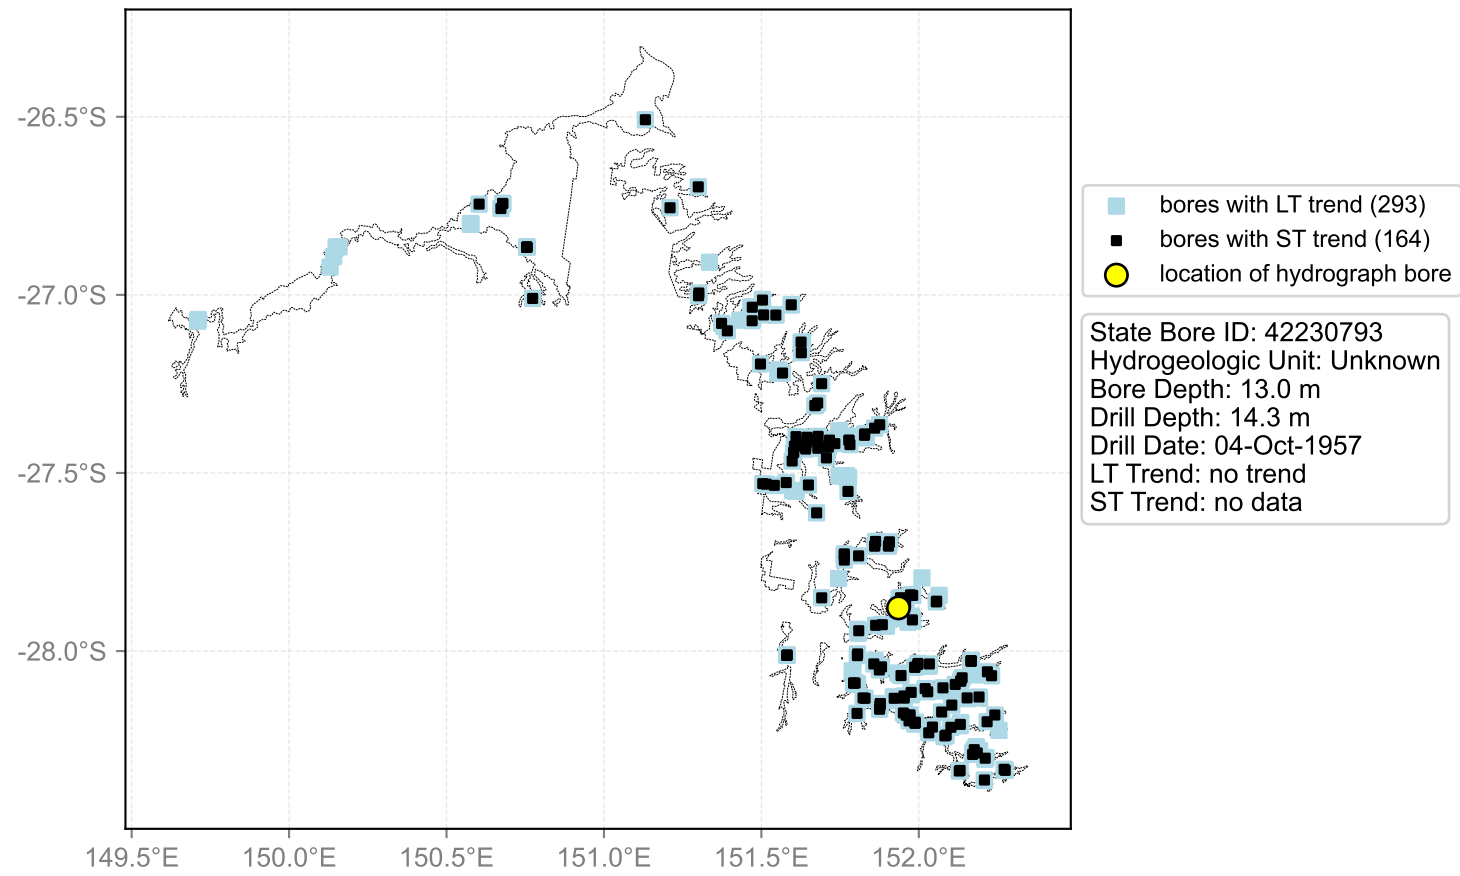 -26.5°S
-27.0°S
-27.5°S
-28.0°S
149.5°E
150.0°E
150.5°E
151.0°E
151.5°E
152.0°E
bores with LT trend (293)
bores with ST trend (164)
location of hydrograph bore
State Bore ID: 42230793
Hydrogeologic Unit: Unknown
Bore Depth: 13.0 m
Drill Depth: 14.3 m
Drill Date: 04-Oct-1957
LT Trend: no trend
ST Trend: no data